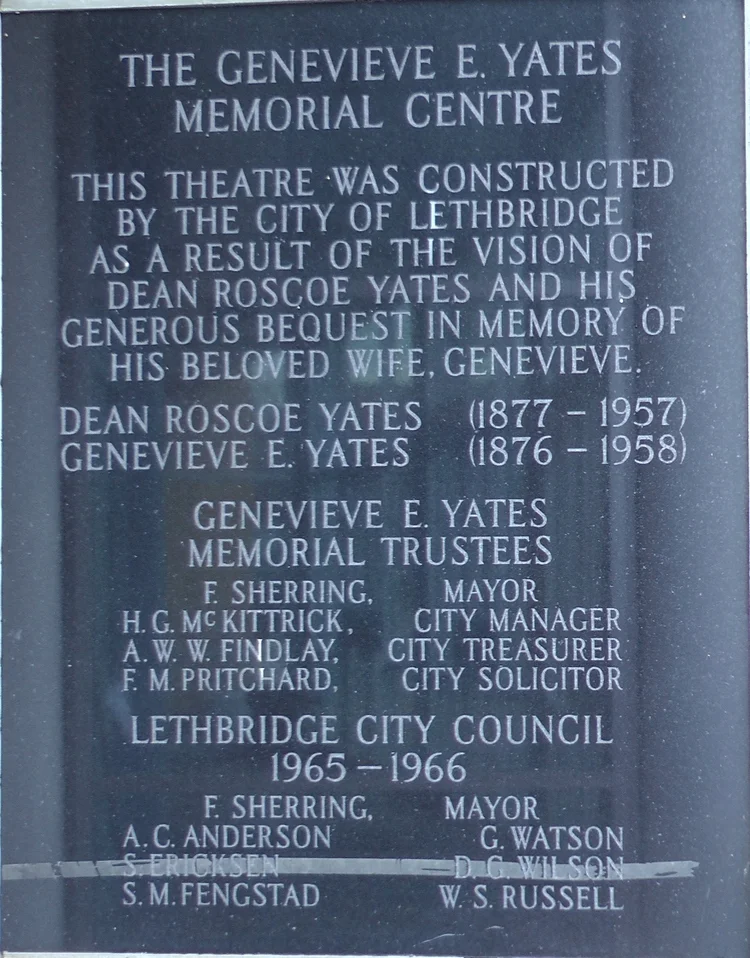 THE GENEVIEVE E. YATES
MEMORIAL CENTRE
THIS THEATRE WAS CONSTRUCTED
BY THE CITY OF LETHBRIDGE
AS A RESULT OF THE VISION OF
DEAN ROSCOE YATES AND HIS
GENEROUS BEQUEST IN MEMORY OF
HIS BELOVED WIFE, GENEVIEVE.
DEAN ROSCOE YATES (1877 – 1957)
GENEVIEVE E. YATES (1876 – 1958)
GENEVIEVE E. YATES
MEMORIAL TRUSTEES
F. SHERRING, MAYOR
H. G. McKITTRICK, CITY MANAGER
A. W. W. FINDLAY, CITY TREASURER
F. M. PRITCHARD, CITY SOLICITOR
LETHBRIDGE CITY COUNCIL
1965 – 1966
F. SHERRING, MAYOR
A. C. ANDERSON G. WATSON
S. ERICKSEN D. G. WILSON
S. M. FENGSTAD W. S. RUSSELL